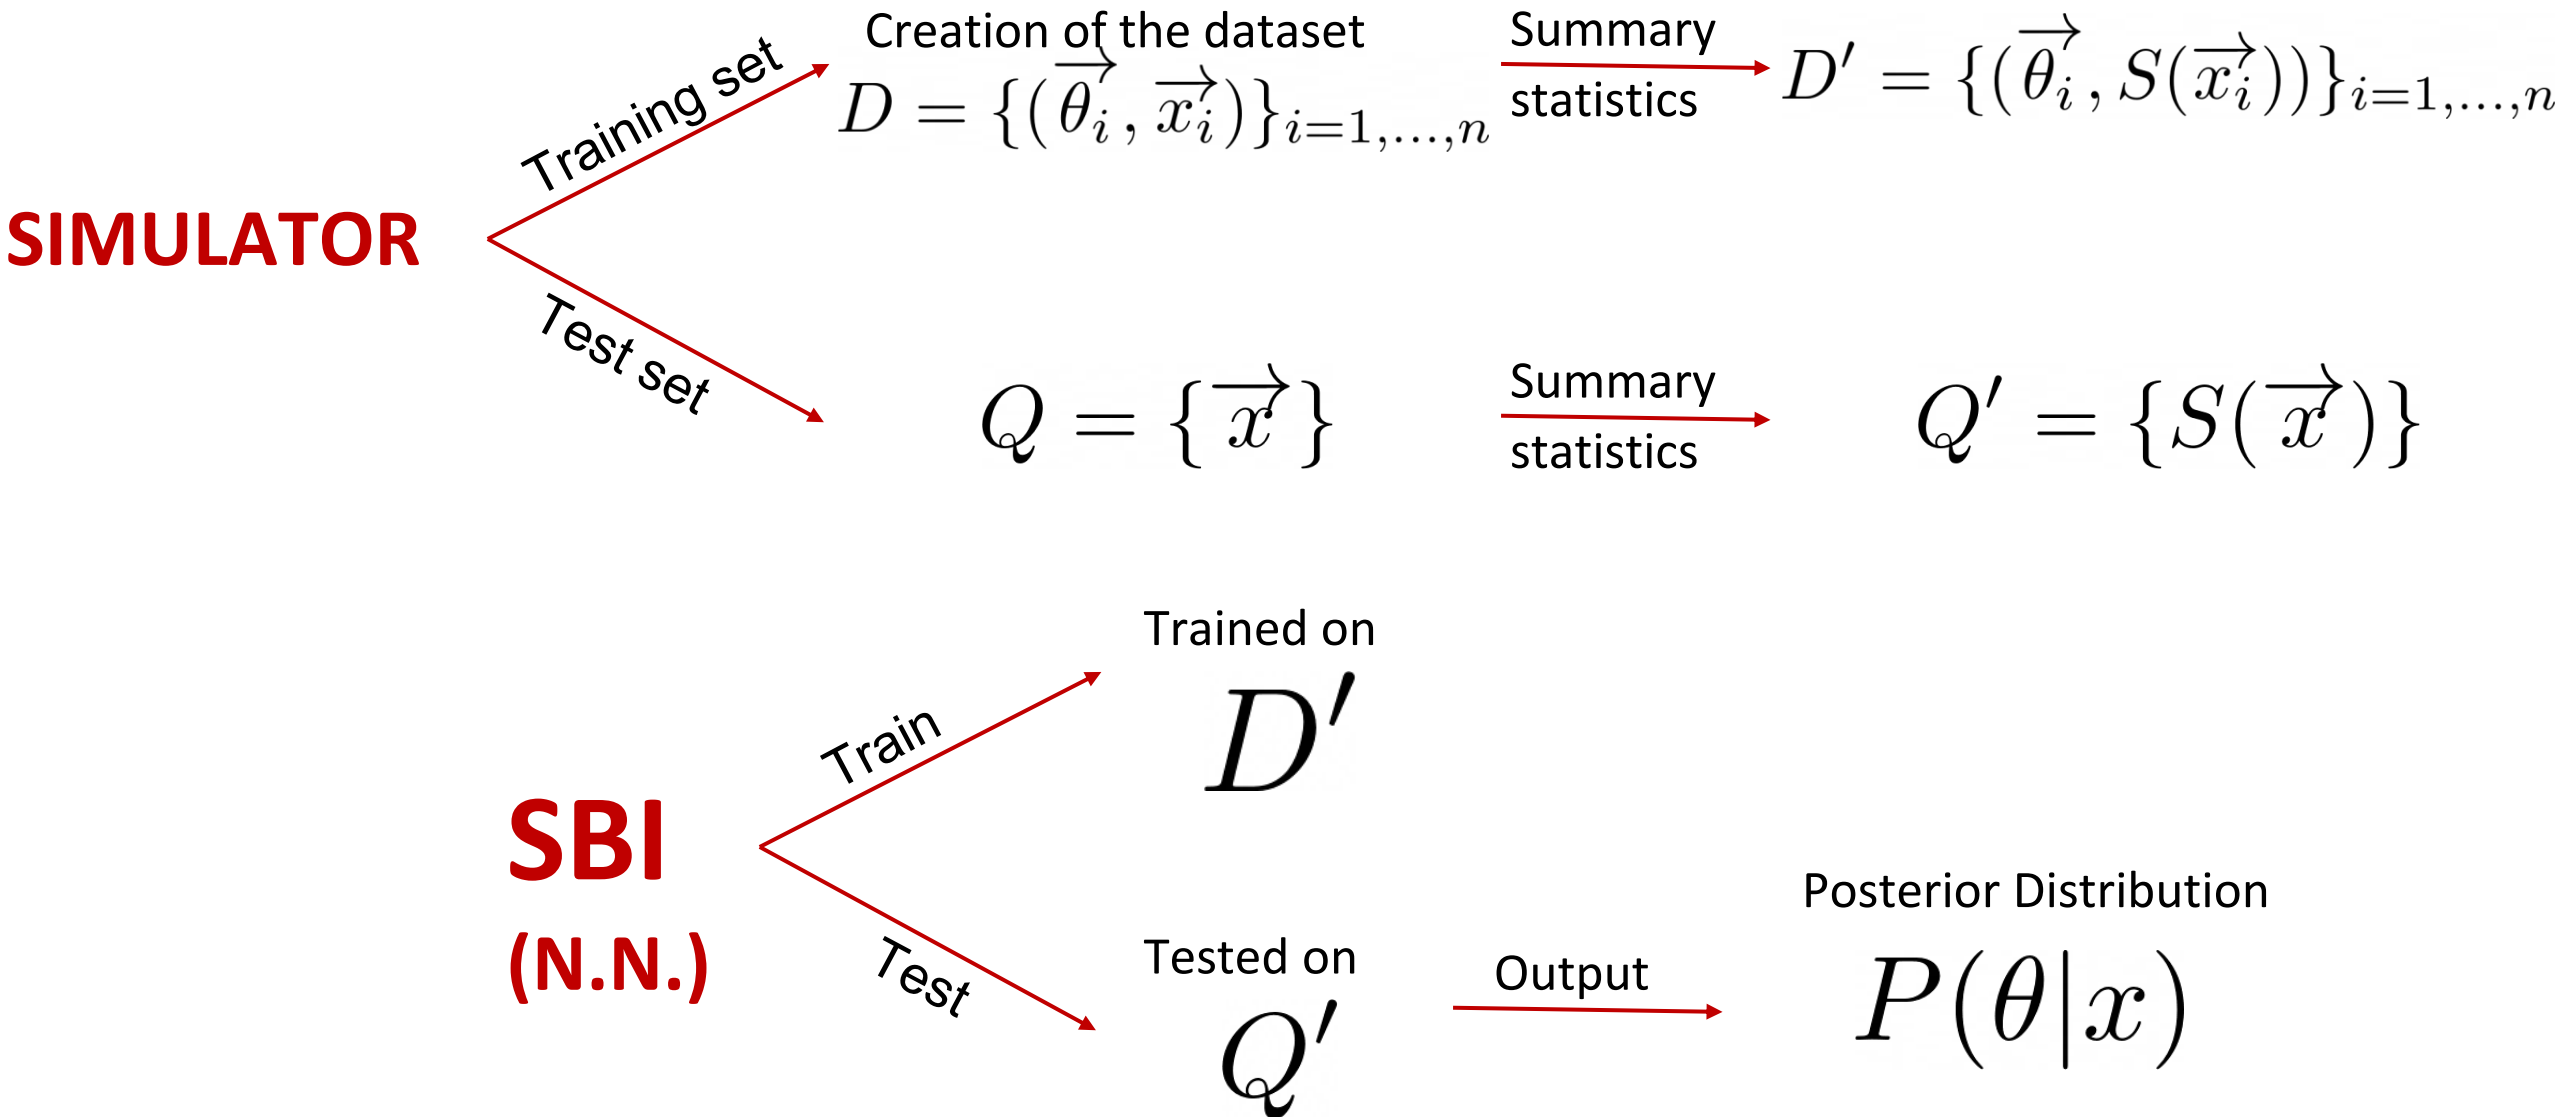 Creation of the dataset
Training set
D = {(θ⃗ᵢ, x⃗ᵢ)}ᵢ₌₁,...,ₙ
Summary
statistics
D′ = {(θ⃗ᵢ, S(x⃗ᵢ))}ᵢ₌₁,...,ₙ
SIMULATOR
Test set
Q = {x⃗}
Summary
statistics
Q′ = {S(x⃗)}
Trained on
Train
D′
SBI
(N.N.)
Test
Tested on
Q′
Output
Posterior Distribution
P(θ|x)